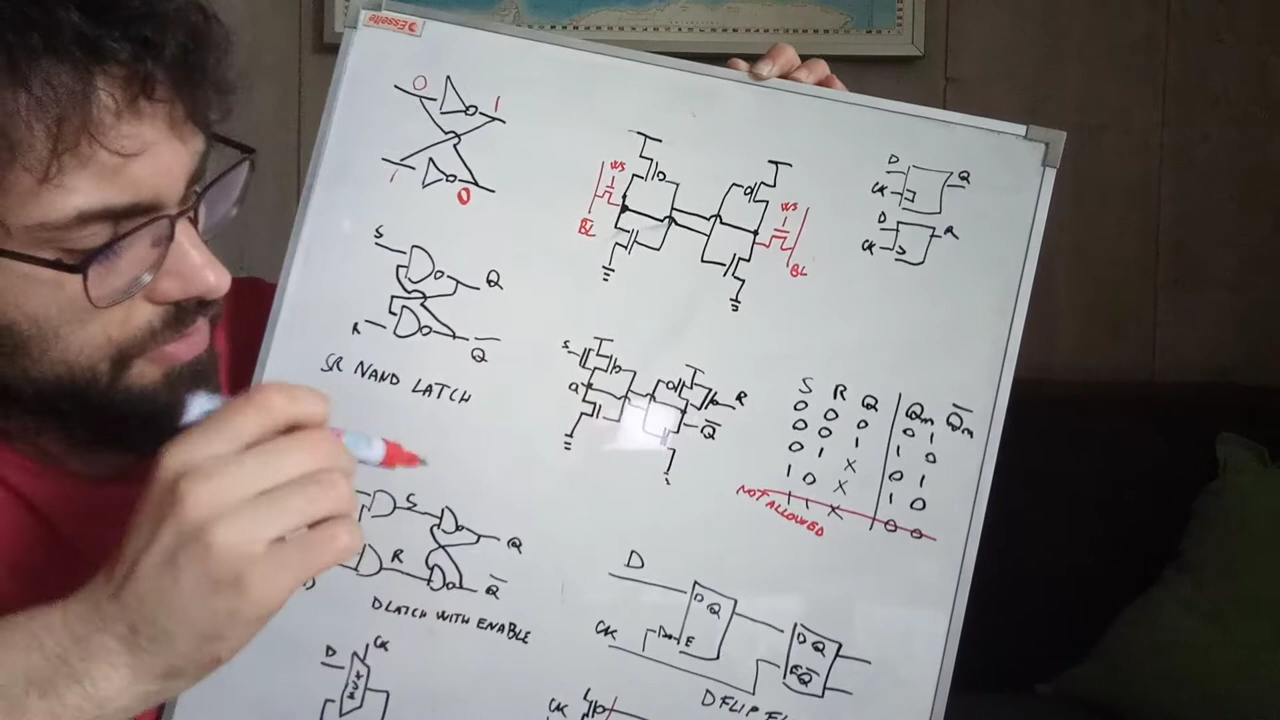 Esselte
0
1
1
0
WS
BL
WS
BL
D
CK
Q
D
CK
Q
S
Q
R
Q
SR NAND LATCH
S
Q
R
Q
S R Q Qn Qn
0 0 0 0 1
0 0 1 1 0
0 1 X 0 1
1 0 X 1 0
1 1 X 0 0
NOT ALLOWED
S
R
Q
Q
D LATCH WITH ENABLE
D
CK
D Q
E
D Q
E Q
D FLIP
D
CK
MUX
CK